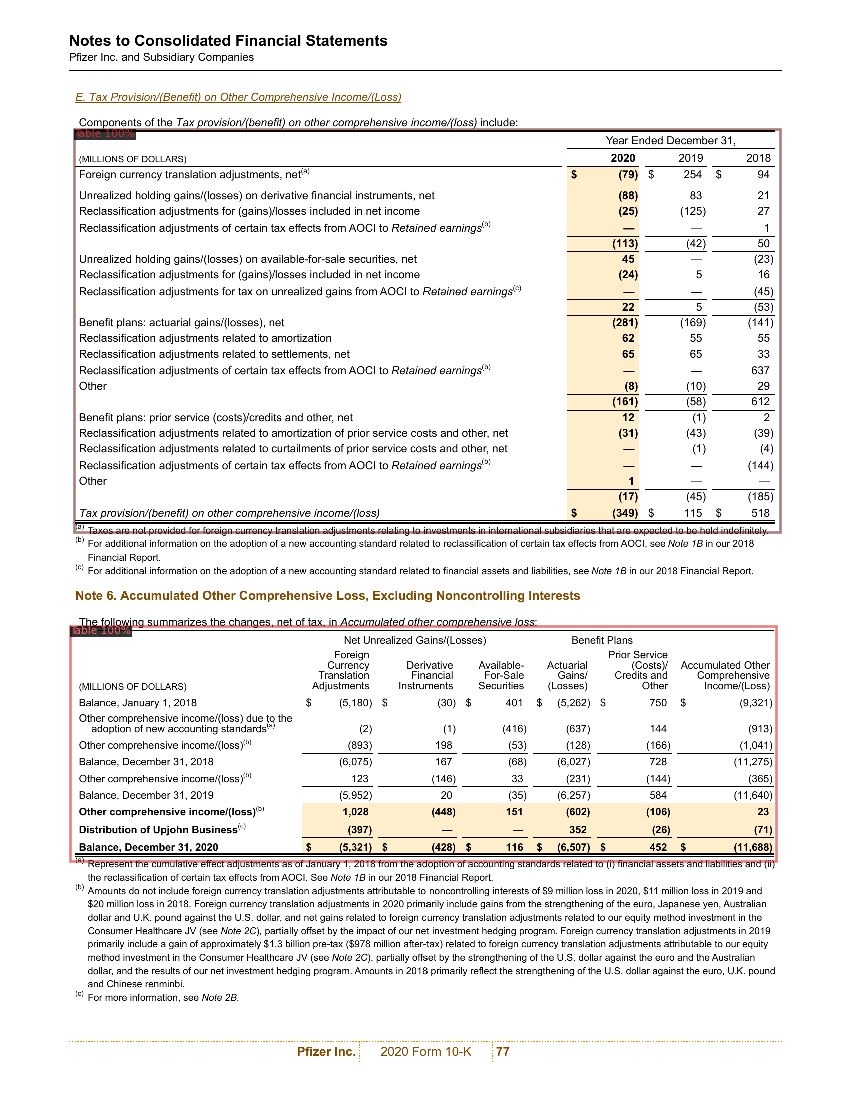 Notes to Consolidated Financial Statements
Pfizer Inc. and Subsidiary Companies
E. Tax Provision/(Benefit) on Other Comprehensive Income/(Loss)
Components of the Tax provision/(benefit) on other comprehensive income/(loss) include:
Table 100%
Year Ended December 31,
(MILLIONS OF DOLLARS) 2020 2019 2018
Foreign currency translation adjustments, net(a) $ (79) $ 254 $ 94
Unrealized holding gains/(losses) on derivative financial instruments, net (88) 83 21
Reclassification adjustments for (gains)/losses included in net income (25) (125) 27
Reclassification adjustments of certain tax effects from AOCI to Retained earnings(b) — — 1
(113) (42) 50
Unrealized holding gains/(losses) on available-for-sale securities, net 45 — (23)
Reclassification adjustments for (gains)/losses included in net income (24) 5 16
Reclassification adjustments for tax on unrealized gains from AOCI to Retained earnings(c) — — (45)
22 5 (53)
Benefit plans: actuarial gains/(losses), net (281) (169) (141)
Reclassification adjustments related to amortization 62 55 55
Reclassification adjustments related to settlements, net 65 65 33
Reclassification adjustments of certain tax effects from AOCI to Retained earnings(b) — — 637
Other (8) (10) 29
(161) (58) 612
Benefit plans: prior service (costs)/credits and other, net 12 (1) 2
Reclassification adjustments related to amortization of prior service costs and other, net (31) (43) (39)
Reclassification adjustments related to curtailments of prior service costs and other, net — (1) (4)
Reclassification adjustments of certain tax effects from AOCI to Retained earnings(b) — — (144)
Other 1 — —
(17) (45) (185)
Tax provision/(benefit) on other comprehensive income/(loss) $ (349) $ 115 $ 518
(a) Taxes are not provided for foreign currency translation adjustments relating to investments in international subsidiaries that are expected to be held indefinitely.
(b) For additional information on the adoption of a new accounting standard related to reclassification of certain tax effects from AOCI, see Note 1B in our 2018
Financial Report.
(c) For additional information on the adoption of a new accounting standard related to financial assets and liabilities, see Note 1B in our 2018 Financial Report.
Note 6. Accumulated Other Comprehensive Loss, Excluding Noncontrolling Interests
The following summarizes the changes, net of tax, in Accumulated other comprehensive loss:
Table 100%
Net Unrealized Gains/(Losses) Benefit Plans
Foreign Prior Service
Currency Derivative Available- Actuarial (Costs)/ Accumulated Other
Translation Financial For-Sale Gains/ Credits and Comprehensive
(MILLIONS OF DOLLARS) Adjustments Instruments Securities (Losses) Other Income/(Loss)
Balance, January 1, 2018 $ (5,180) $ (30) $ 401 $ (5,262) $ 750 $ (9,321)
Other comprehensive income/(loss) due to the
adoption of new accounting standards(a) (2) (1) (416) (637) 144 (913)
Other comprehensive income/(loss)(b) (893) 198 (53) (128) (166) (1,041)
Balance, December 31, 2018 (6,075) 167 (68) (6,027) 728 (11,275)
Other comprehensive income/(loss)(b) 123 (146) 33 (231) (144) (365)
Balance, December 31, 2019 (5,952) 20 (35) (6,257) 584 (11,640)
Other comprehensive income/(loss)(b) 1,028 (448) 151 (602) (106) 23
Distribution of Upjohn Business(c) (397) — — 352 (26) (71)
Balance, December 31, 2020 $ (5,321) $ (428) $ 116 $ (6,507) $ 452 $ (11,688)
(a) Represent the cumulative effect adjustments as of January 1, 2018 from the adoption of accounting standards related to (i) financial assets and liabilities and (ii)
the reclassification of certain tax effects from AOCI. See Note 1B in our 2018 Financial Report.
(b) Amounts do not include foreign currency translation adjustments attributable to noncontrolling interests of $9 million loss in 2020, $11 million loss in 2019 and
$20 million loss in 2018. Foreign currency translation adjustments in 2020 primarily include gains from the strengthening of the euro, Japanese yen, Australian
dollar and U.K. pound against the U.S. dollar, and net gains related to foreign currency translation adjustments related to our equity method investment in the
Consumer Healthcare JV (see Note 2C), partially offset by the impact of our net investment hedging program. Foreign currency translation adjustments in 2019
primarily include a gain of approximately $1.3 billion pre-tax ($978 million after-tax) related to foreign currency translation adjustments attributable to our equity
method investment in the Consumer Healthcare JV (see Note 2C), partially offset by the strengthening of the U.S. dollar against the euro and the Australian
dollar, and the results of our net investment hedging program. Amounts in 2018 primarily reflect the strengthening of the U.S. dollar against the euro, U.K. pound
and Chinese renminbi.
(c) For more information, see Note 2B.
Pfizer Inc. 2020 Form 10-K 77